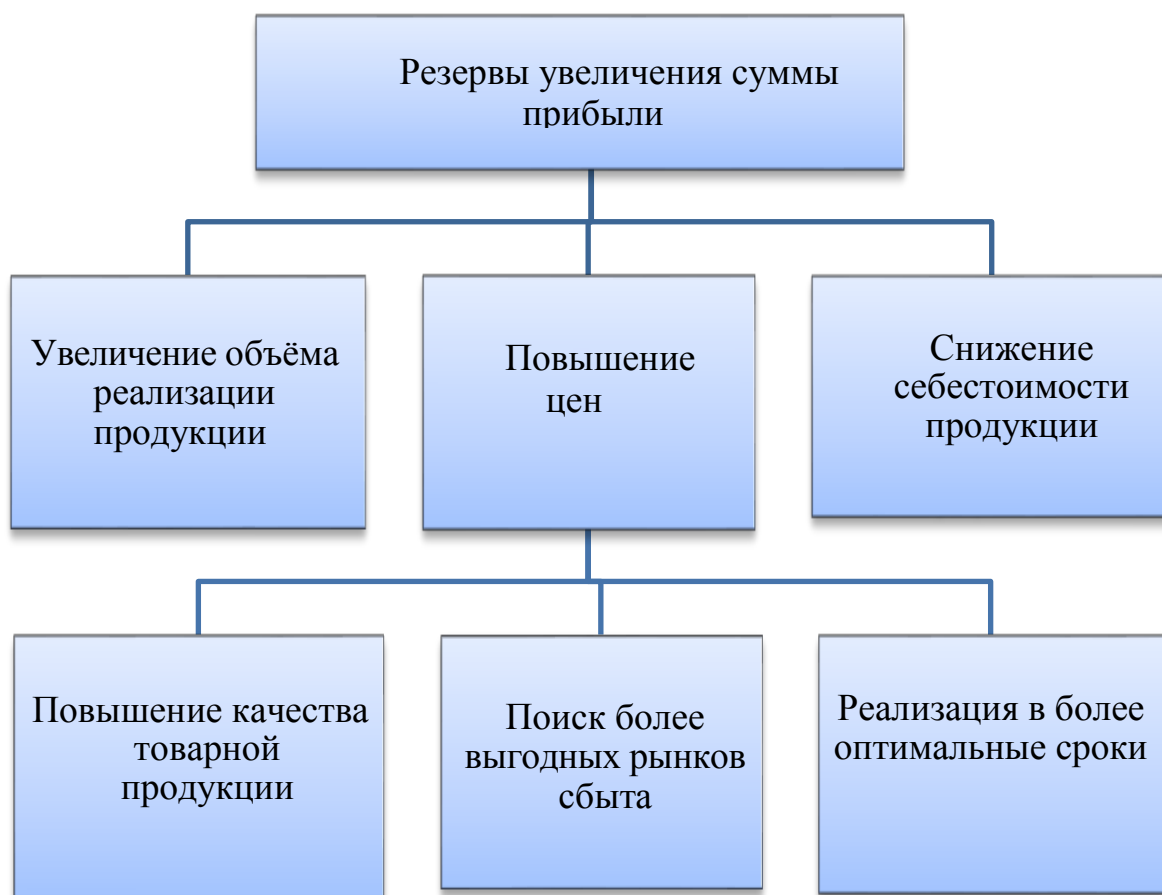 Резервы увеличения суммы
прибыли
Увеличение объёма
реализации
продукции
Повышение
цен
Снижение
себестоимости
продукции
Повышение качества
товарной
продукции
Поиск более
выгодных рынков
сбыта
Реализация в более
оптимальные сроки